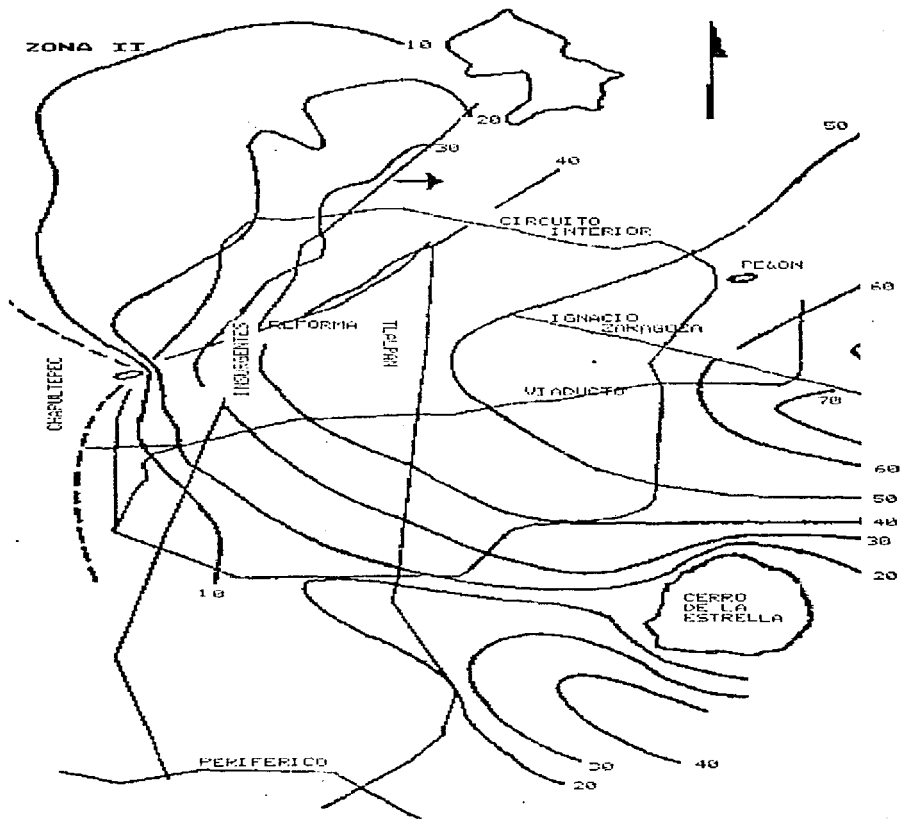 ZONA II
10
20
30
40
50
CIRCUITO
INTERIOR
PEÑON
60
REFORMA
INSURGENTES
TLALPAN
IGNACIO
ZARAGOZA
CHAPULTEPEC
VIADUCTO
70
60
50
40
30
20
10
CERRO
DE LA
ESTRELLA
PERIFERICO
30
40
20